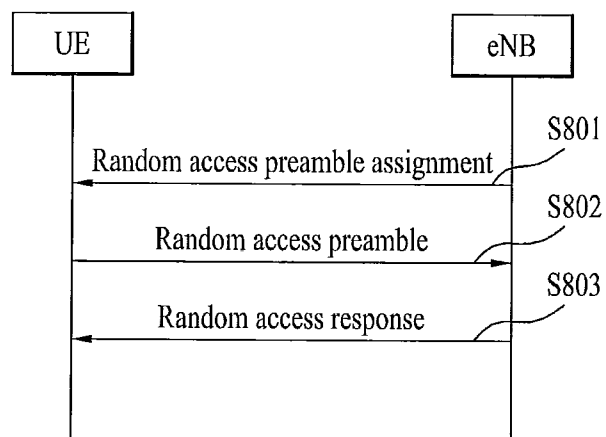 UE
eNB
S801
Random access preamble assignment
S802
Random access preamble
S803
Random access response